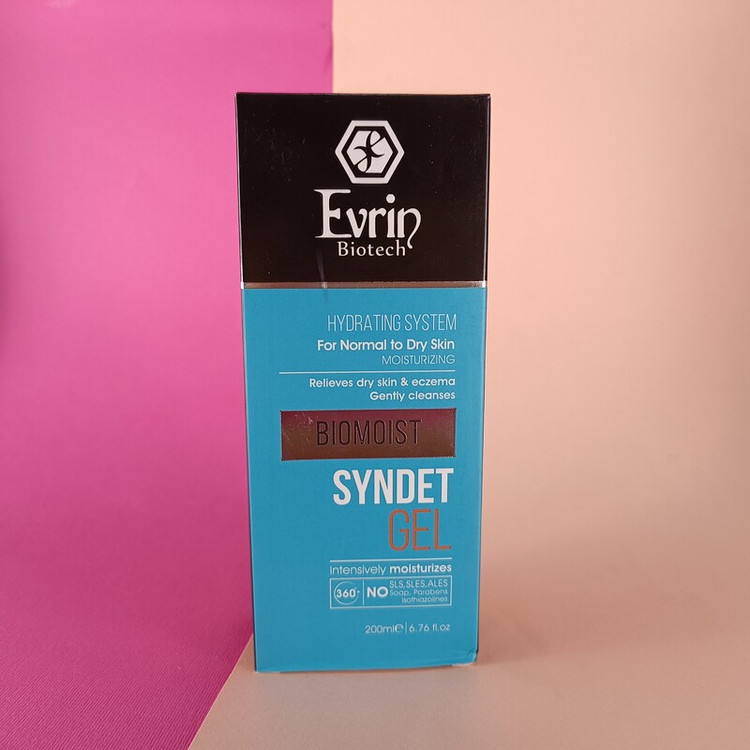 Evrin
Biotech
HYDRATING SYSTEM
For Normal to Dry Skin
MOISTURIZING
Relieves dry skin & eczema
Gently cleanses
BIOMOIST
SYNDET
GEL
Intensively moisturizes
360°
NO SLS,SLES,ALES
Soap, Parabens
Isothiazolines
200ml℮ | 6.76 fl.oz